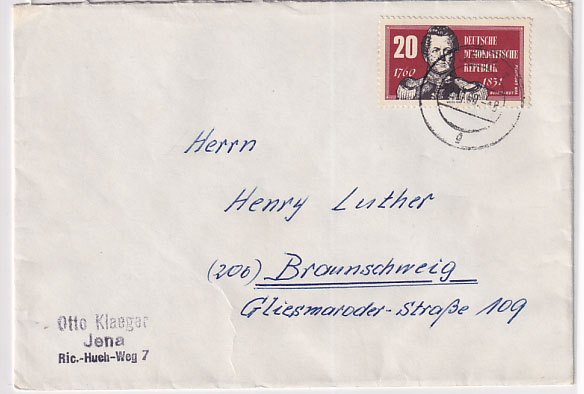 20
DEUTSCHE
DEMOKRATISCHE
REPUBLIK
1760
1831
Herrn
Henry Luther
(20b) Braunschweig
Gliesmaroder-Straße 109
Otto Klaeger
Jena
Ric.-Huch-Weg 7